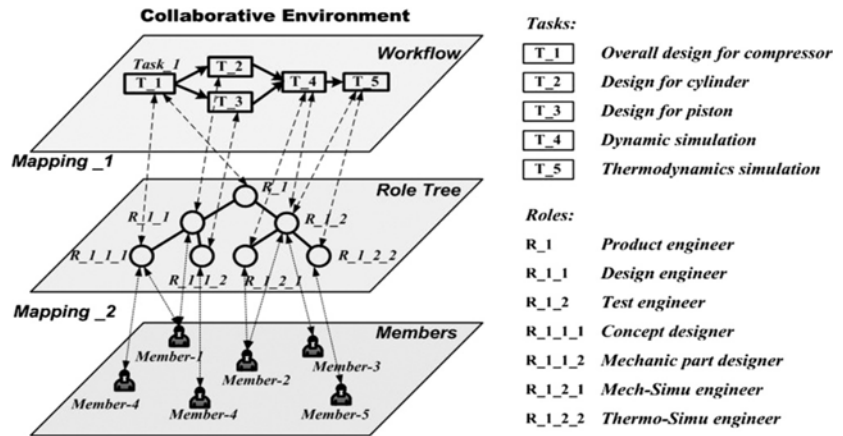 Collaborative Environment
Workflow
Task_1
T_1
T_2
T_3
T_4
T_5
Mapping _1
Role Tree
R_1
R_1_1
R_1_2
R_1_1_1
R_1_1_2
R_1_2_1
R_1_2_2
Mapping _2
Members
Member-1
Member-2
Member-3
Member-4
Member-4
Member-5
Tasks:
T_1 Overall design for compressor
T_2 Design for cylinder
T_3 Design for piston
T_4 Dynamic simulation
T_5 Thermodynamics simulation
Roles:
R_1 Product engineer
R_1_1 Design engineer
R_1_2 Test engineer
R_1_1_1 Concept designer
R_1_1_2 Mechanic part designer
R_1_2_1 Mech-Simu engineer
R_1_2_2 Thermo-Simu engineer